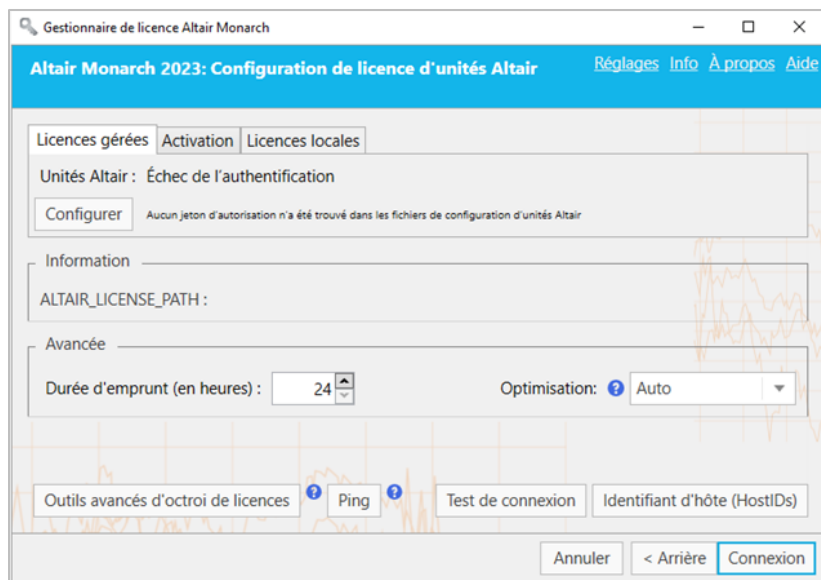 Gestionnaire de licence Altair Monarch
Altair Monarch 2023: Configuration de licence d'unités Altair
Réglages Info À propos Aide
Licences gérées Activation Licences locales
Unités Altair : Échec de l'authentification
Configurer Aucun jeton d'autorisation n'a été trouvé dans les fichiers de configuration d'unités Altair
Information
ALTAIR_LICENSE_PATH :
Avancée
Durée d'emprunt (en heures) : 24 Optimisation: ? Auto
Outils avancés d'octroi de licences ? Ping ? Test de connexion Identifiant d'hôte (HostIDs)
Annuler < Arrière Connexion